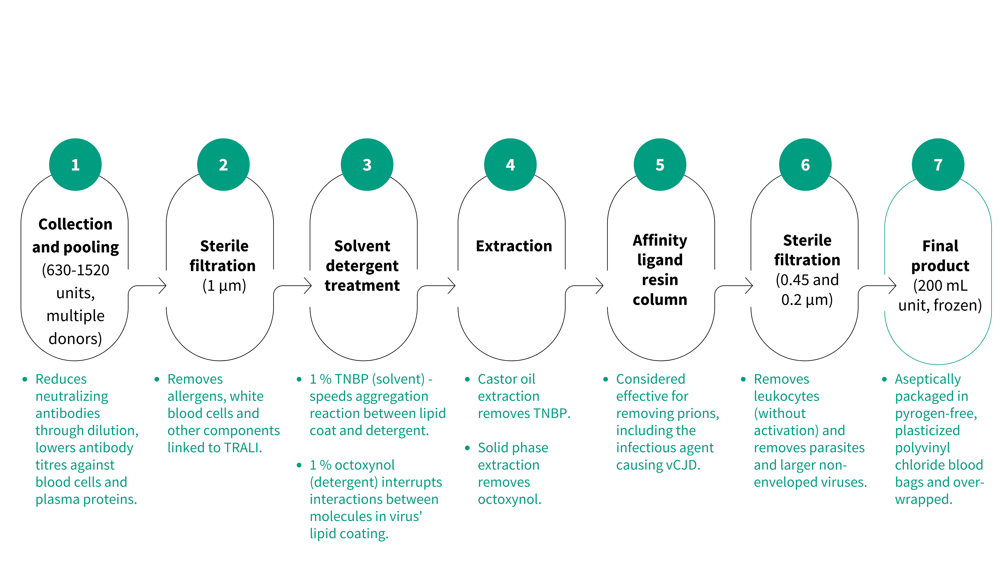 1
Collection
and pooling
(630-1520
units,
multiple
donors)
Reduces
neutralizing
antibodies
through dilution,
lowers antibody
titres against
blood cells and
plasma proteins.
2
Sterile
filtration
(1 µm)
Removes
allergens, white
blood cells and
other components
linked to TRALI.
3
Solvent
detergent
treatment
1 % TNBP (solvent) -
speeds aggregation
reaction between lipid
coat and detergent.
1 % octoxynol
(detergent) interrupts
interactions between
molecules in virus'
lipid coating.
4
Extraction
Castor oil
extraction
removes TNBP.
Solid phase
extraction
removes
octoxynol.
5
Affinity
ligand
resin
column
Considered
effective for
removing prions,
including the
infectious agent
causing vCJD.
6
Sterile
filtration
(0.45 and
0.2 µm)
Removes
leukocytes
(without
activation) and
removes parasites
and larger non-
enveloped viruses.
7
Final
product
(200 mL
unit, frozen)
Aseptically
packaged in
pyrogen-free,
plasticized
polyvinyl
chloride blood
bags and over-
wrapped.